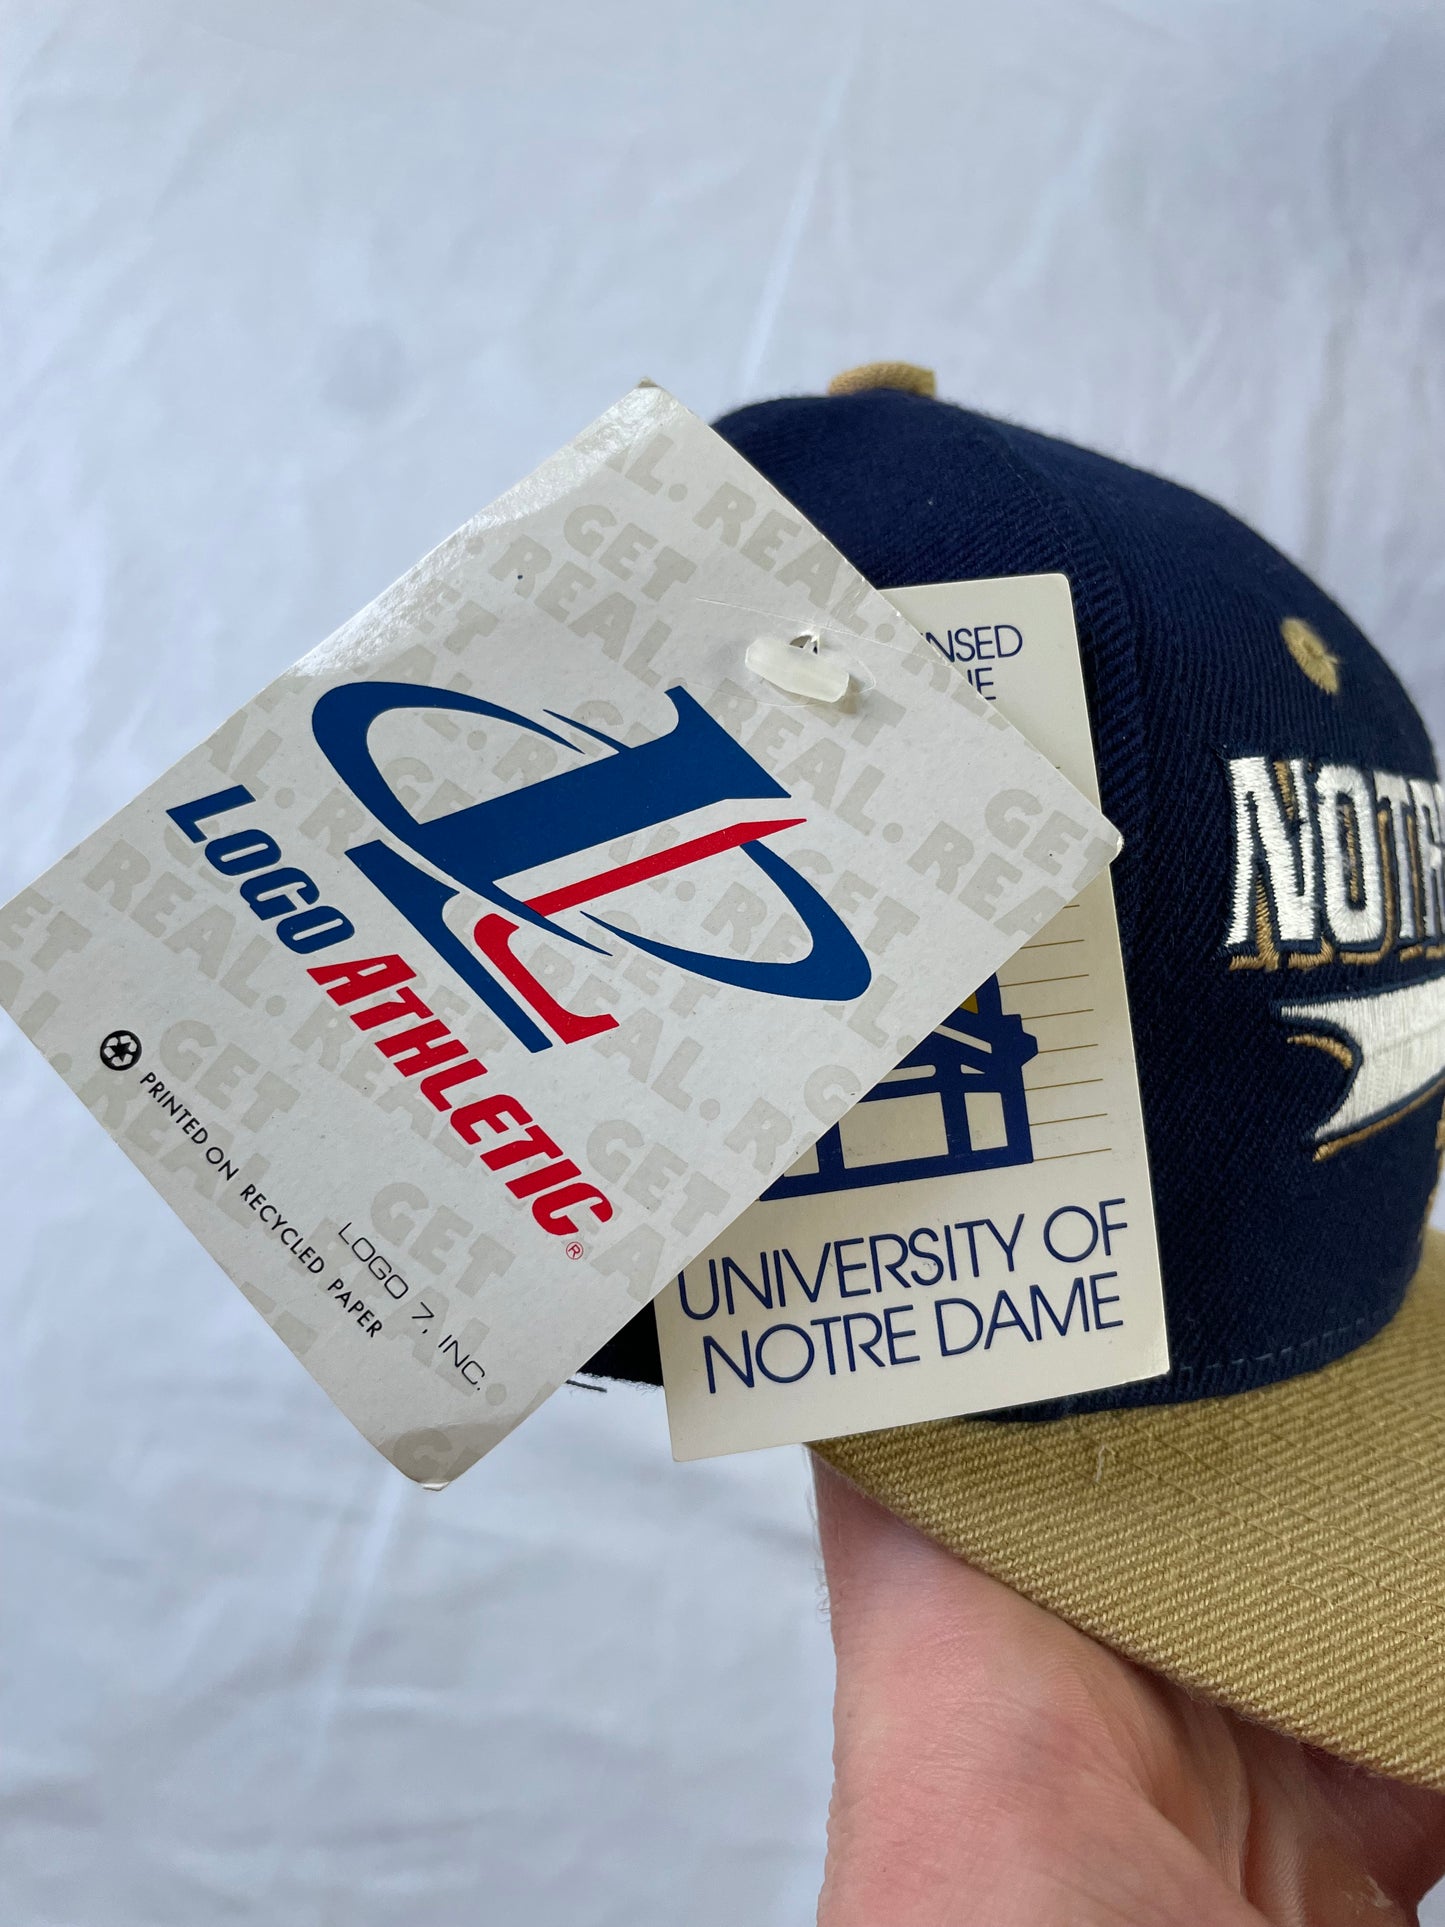 GET
REAL.
LOGO ATHLETIC®
PRINTED ON RECYCLED PAPER
LOGO 7, INC.
UNIVERSITY OF
NOTRE DAME